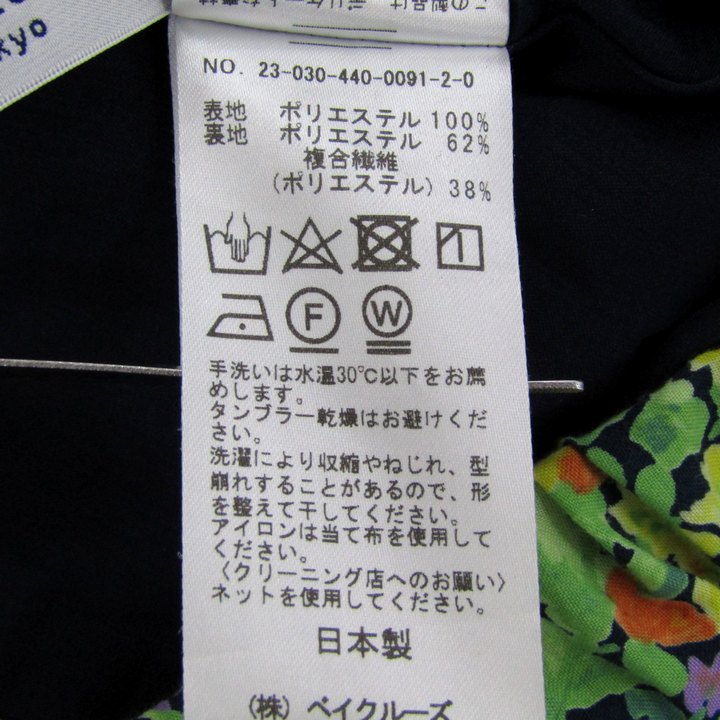 kyo
この製品は
NO. 23-030-440-0091-2-0
表地 ポリエステル 100%
裏地 ポリエステル 62%
複合繊維
(ポリエステル) 38%
F
W
手洗いは水温30℃以下をお薦
めします。
タンブラー乾燥はお避けくだ
さい。
洗濯により収縮やねじれ、型
崩れすることがあるので、形
を整えて干してください。
アイロンは当て布を使用して
ください。
〈クリーニング店へのお願い〉
ネットを使用してください。
日本製
(株) ベイクルーズ